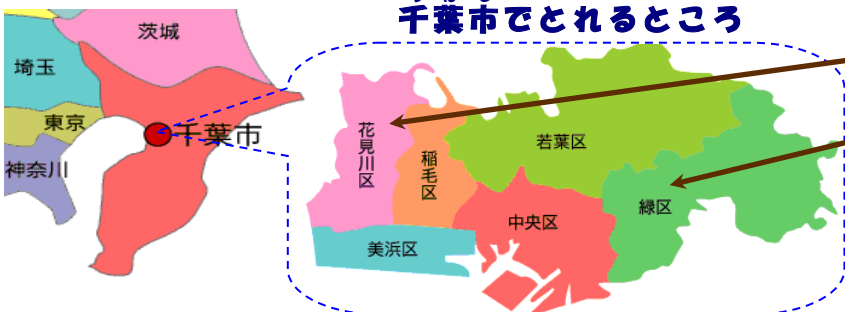 千葉市でとれるところ
茨城
埼玉
東京
千葉市
神奈川
花見川区
稲毛区
若葉区
緑区
中央区
美浜区